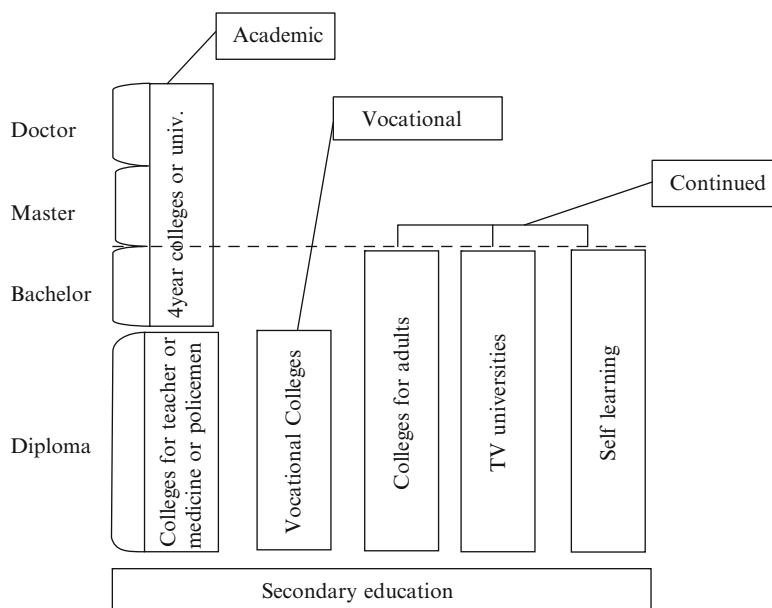 Academic
Vocational
Continued
Doctor
Master
Bachelor
Diploma
4year colleges or univ.
Colleges for teacher or
medicine or policemen
Vocational Colleges
Colleges for adults
TV universities
Self learning
Secondary education